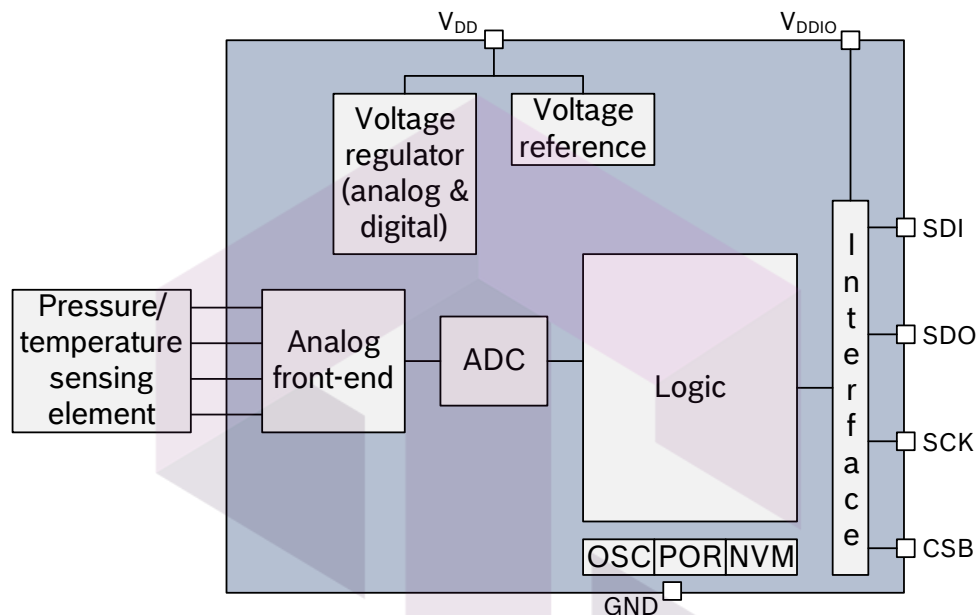 VDD
VDDIO
Voltage
regulator
(analog &
digital)
Voltage
reference
Interface
SDI
SDO
SCK
CSB
Pressure/
temperature
sensing
element
Analog
front-end
ADC
Logic
OSC POR NVM
GND